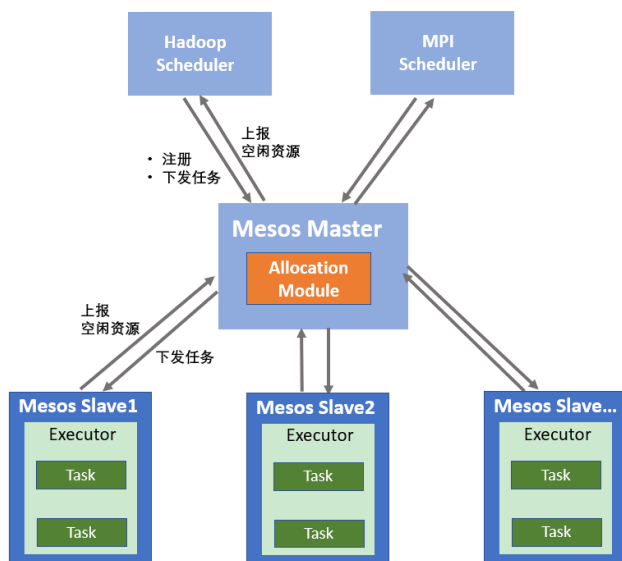 Hadoop
Scheduler
MPI
Scheduler
上报
空闲资源
• 注册
• 下发任务
Mesos Master
Allocation
Module
上报
空闲资源
下发任务
Mesos Slave1
Executor
Task
Task
Mesos Slave2
Executor
Task
Task
Mesos Slave...
Executor
Task
Task